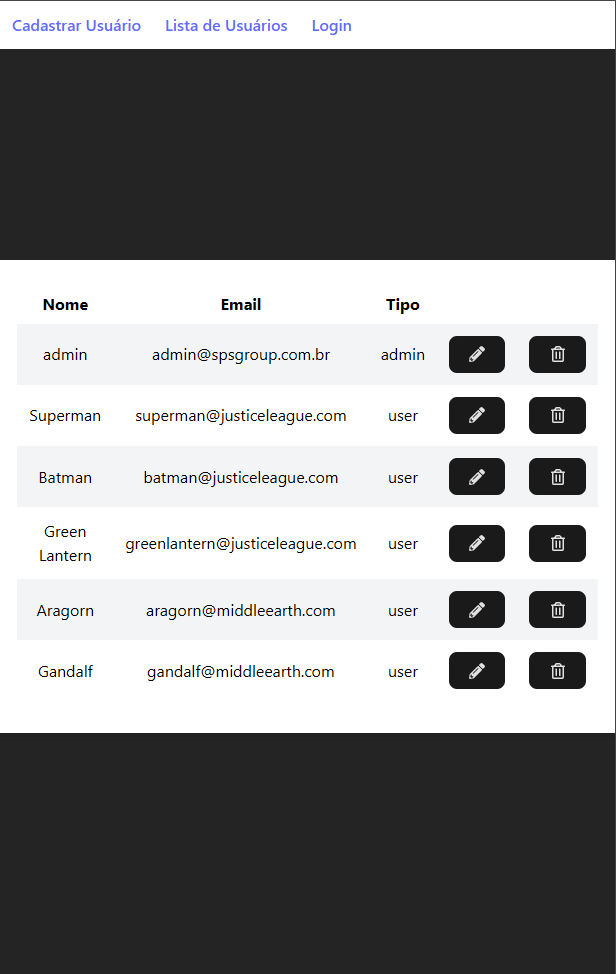 Cadastrar Usuário Lista de Usuários Login
Nome Email Tipo
admin admin@spsgroup.com.br admin
Superman superman@justiceleague.com user
Batman batman@justiceleague.com user
Green
Lantern greenlantern@justiceleague.com user
Aragorn aragorn@middleearth.com user
Gandalf gandalf@middleearth.com user